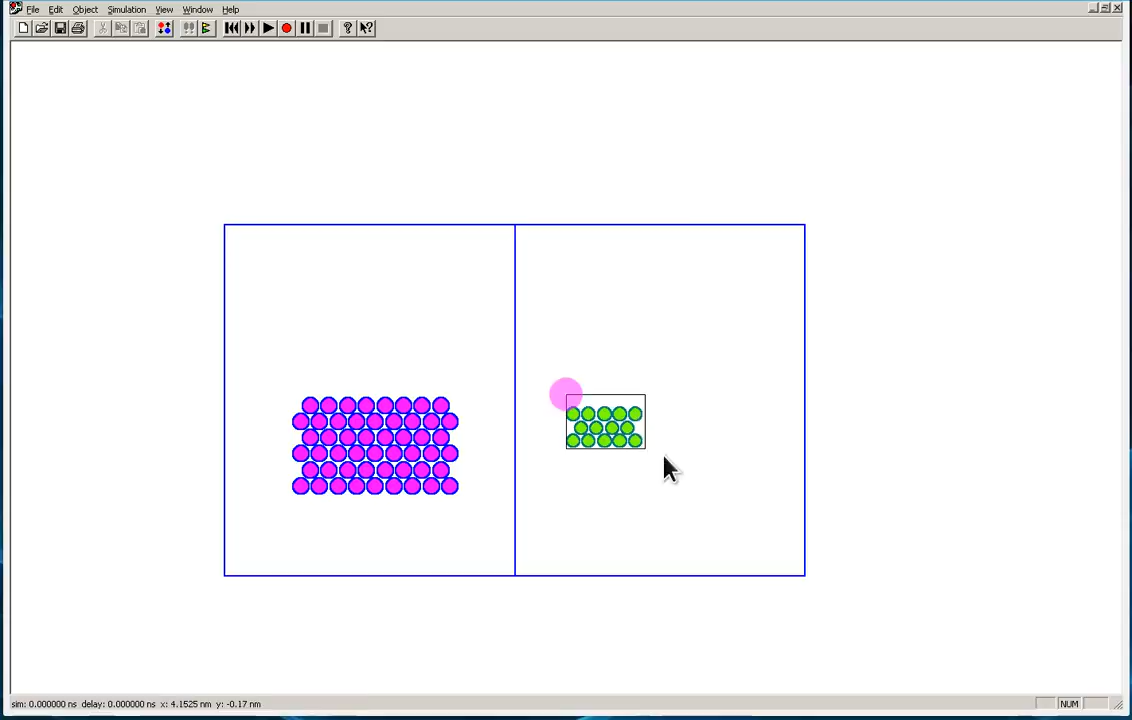 File Edit Object Simulation View Window Help
sim: 0.000000 ns delay: 0.000000 ns x: 4.1525 nm y: -0.17 nm NUM